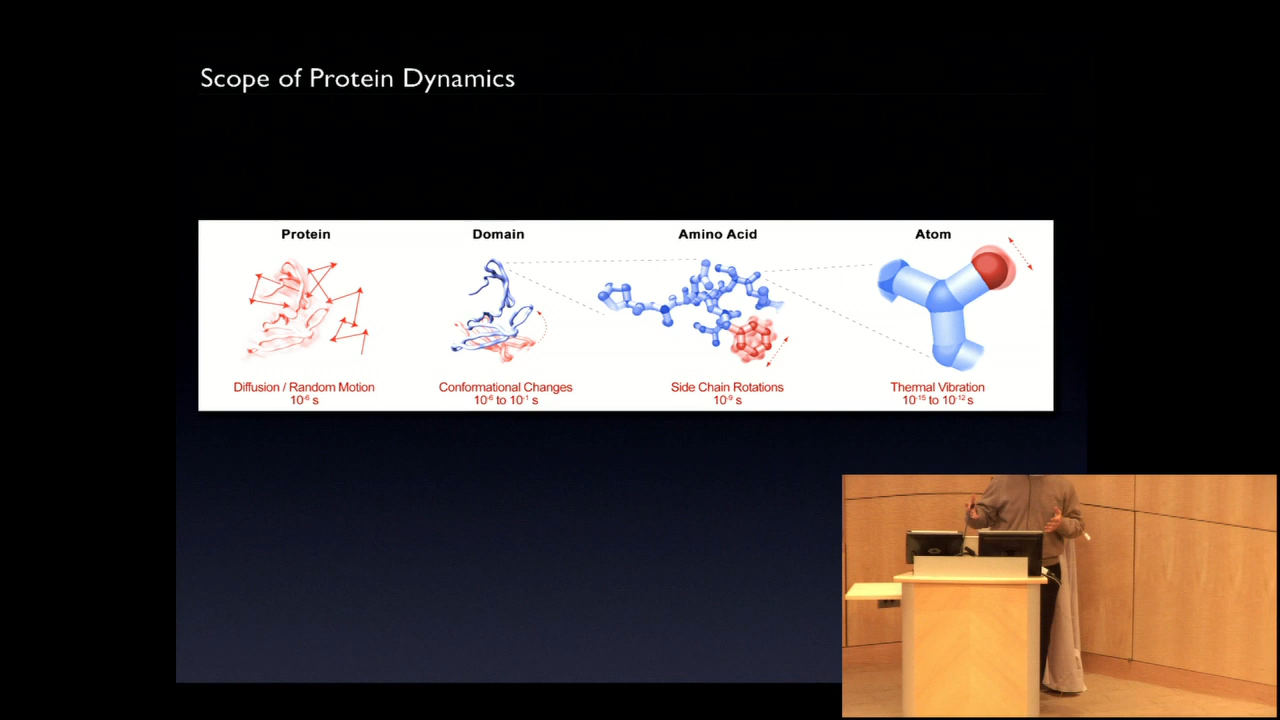 Scope of Protein Dynamics
Protein
Domain
Amino Acid
Atom
Diffusion / Random Motion
10⁻⁶ s
Conformational Changes
10⁻⁶ to 10⁻¹ s
Side Chain Rotations
10⁻⁹ s
Thermal Vibration
10⁻¹⁵ to 10⁻¹² s